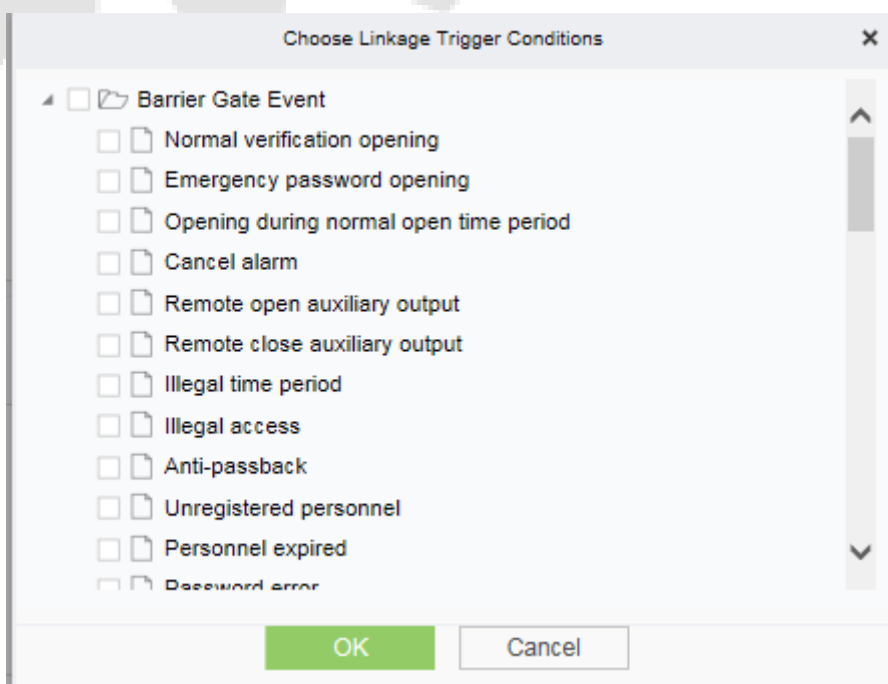 Choose Linkage Trigger Conditions
Barrier Gate Event
Normal verification opening
Emergency password opening
Opening during normal open time period
Cancel alarm
Remote open auxiliary output
Remote close auxiliary output
Illegal time period
Illegal access
Anti-passback
Unregistered personnel
Personnel expired
Password error
OK Cancel